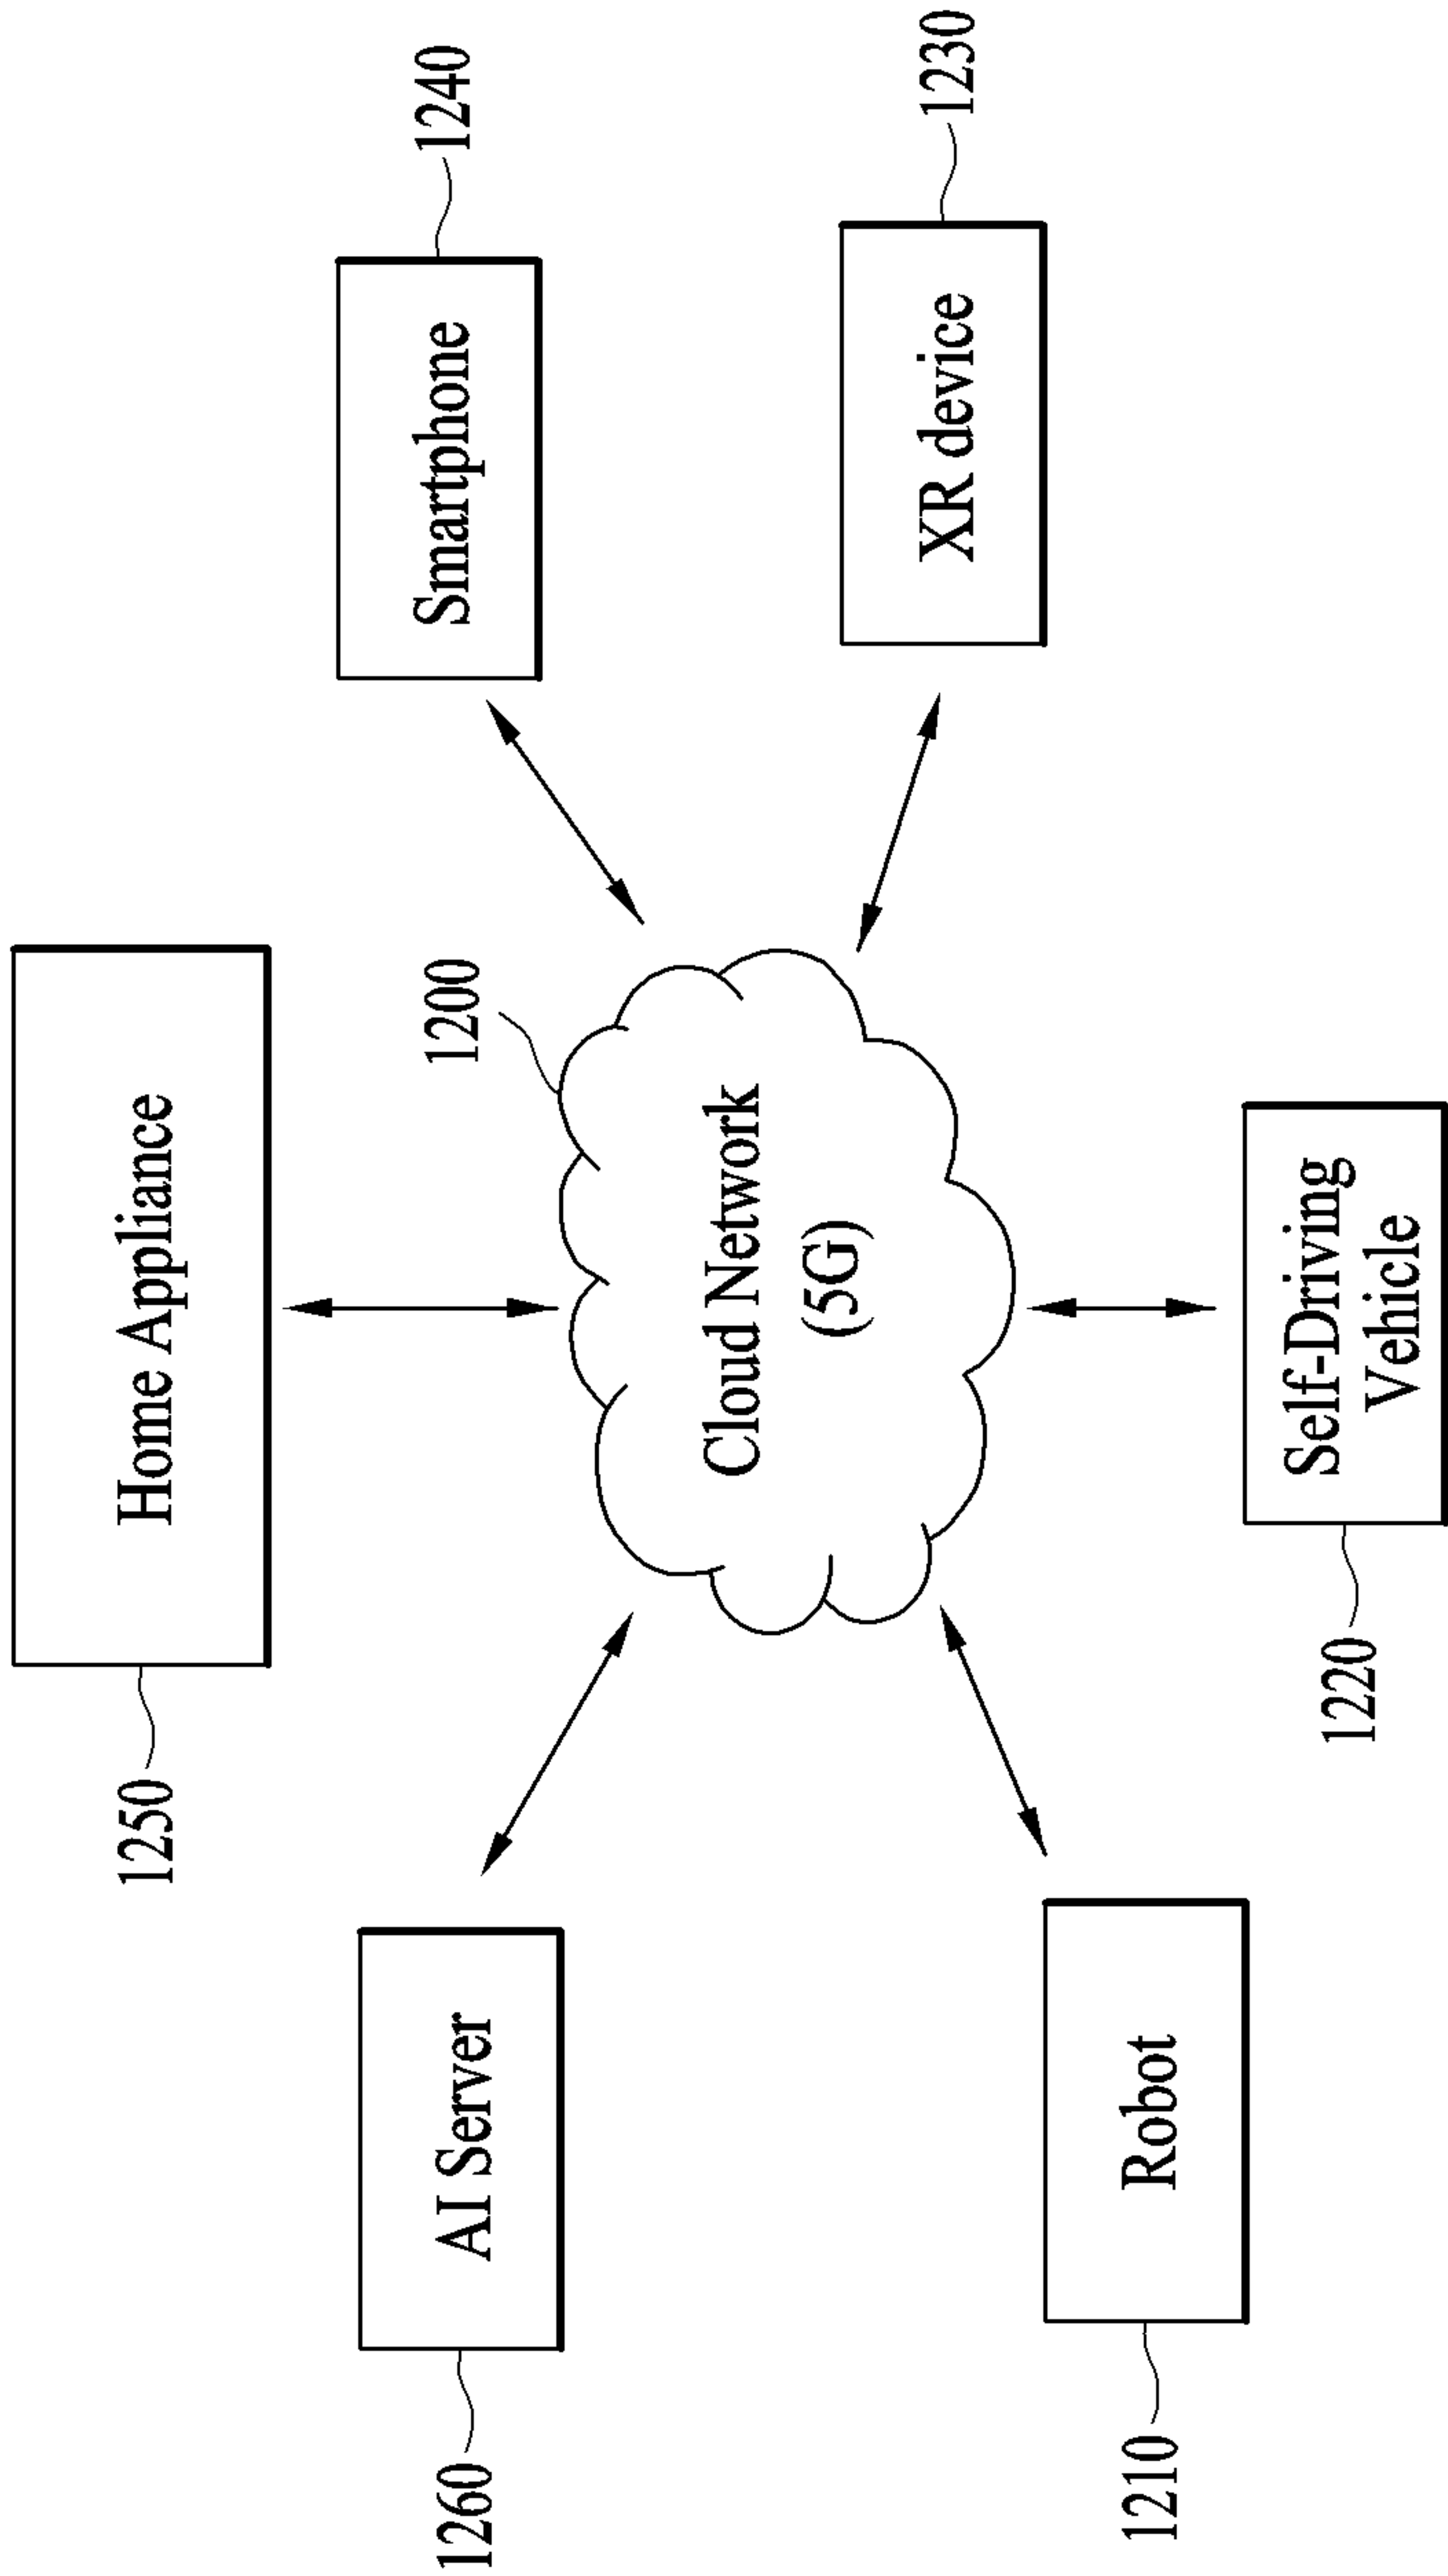 Home Appliance
1250
1260
AI Server
1200
Smartphone
1240
Cloud Network
(5G)
1210
Robot
XR device
1230
Self-Driving
Vehicle
1220